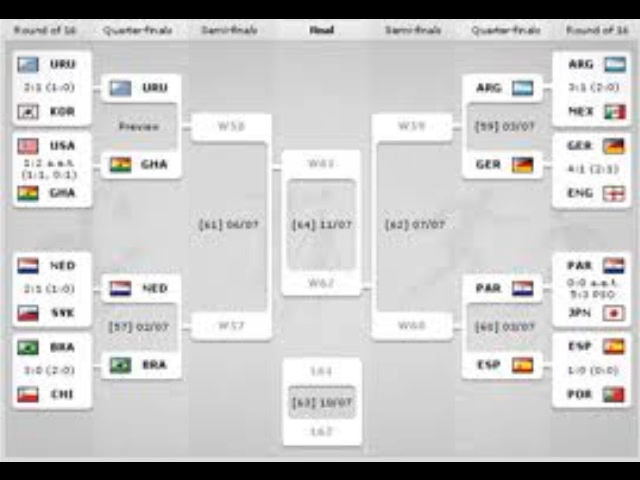 Round of 16
Quarter-finals
Semi-finals
Final
Semi-finals
Quarter-finals
Round of 16
URU
2:1 (1:0)
KOR
USA
1:2 a.e.t.
(1:1, 0:1)
GHA
NED
2:1 (1:0)
SVK
BRA
3:0 (2:0)
CHI
URU
Preview
GHA
NED
[57] 02/07
BRA
W58
[61] 06/07
W57
W61
[64] 11/07
W62
L61
[63] 10/07
L62
W59
[62] 07/07
W60
ARG
[59] 03/07
GER
PAR
[60] 03/07
ESP
ARG
3:1 (2:0)
MEX
GER
4:1 (2:1)
ENG
PAR
0:0 a.e.t.
5:3 PSO
JPN
ESP
1:0 (0:0)
POR